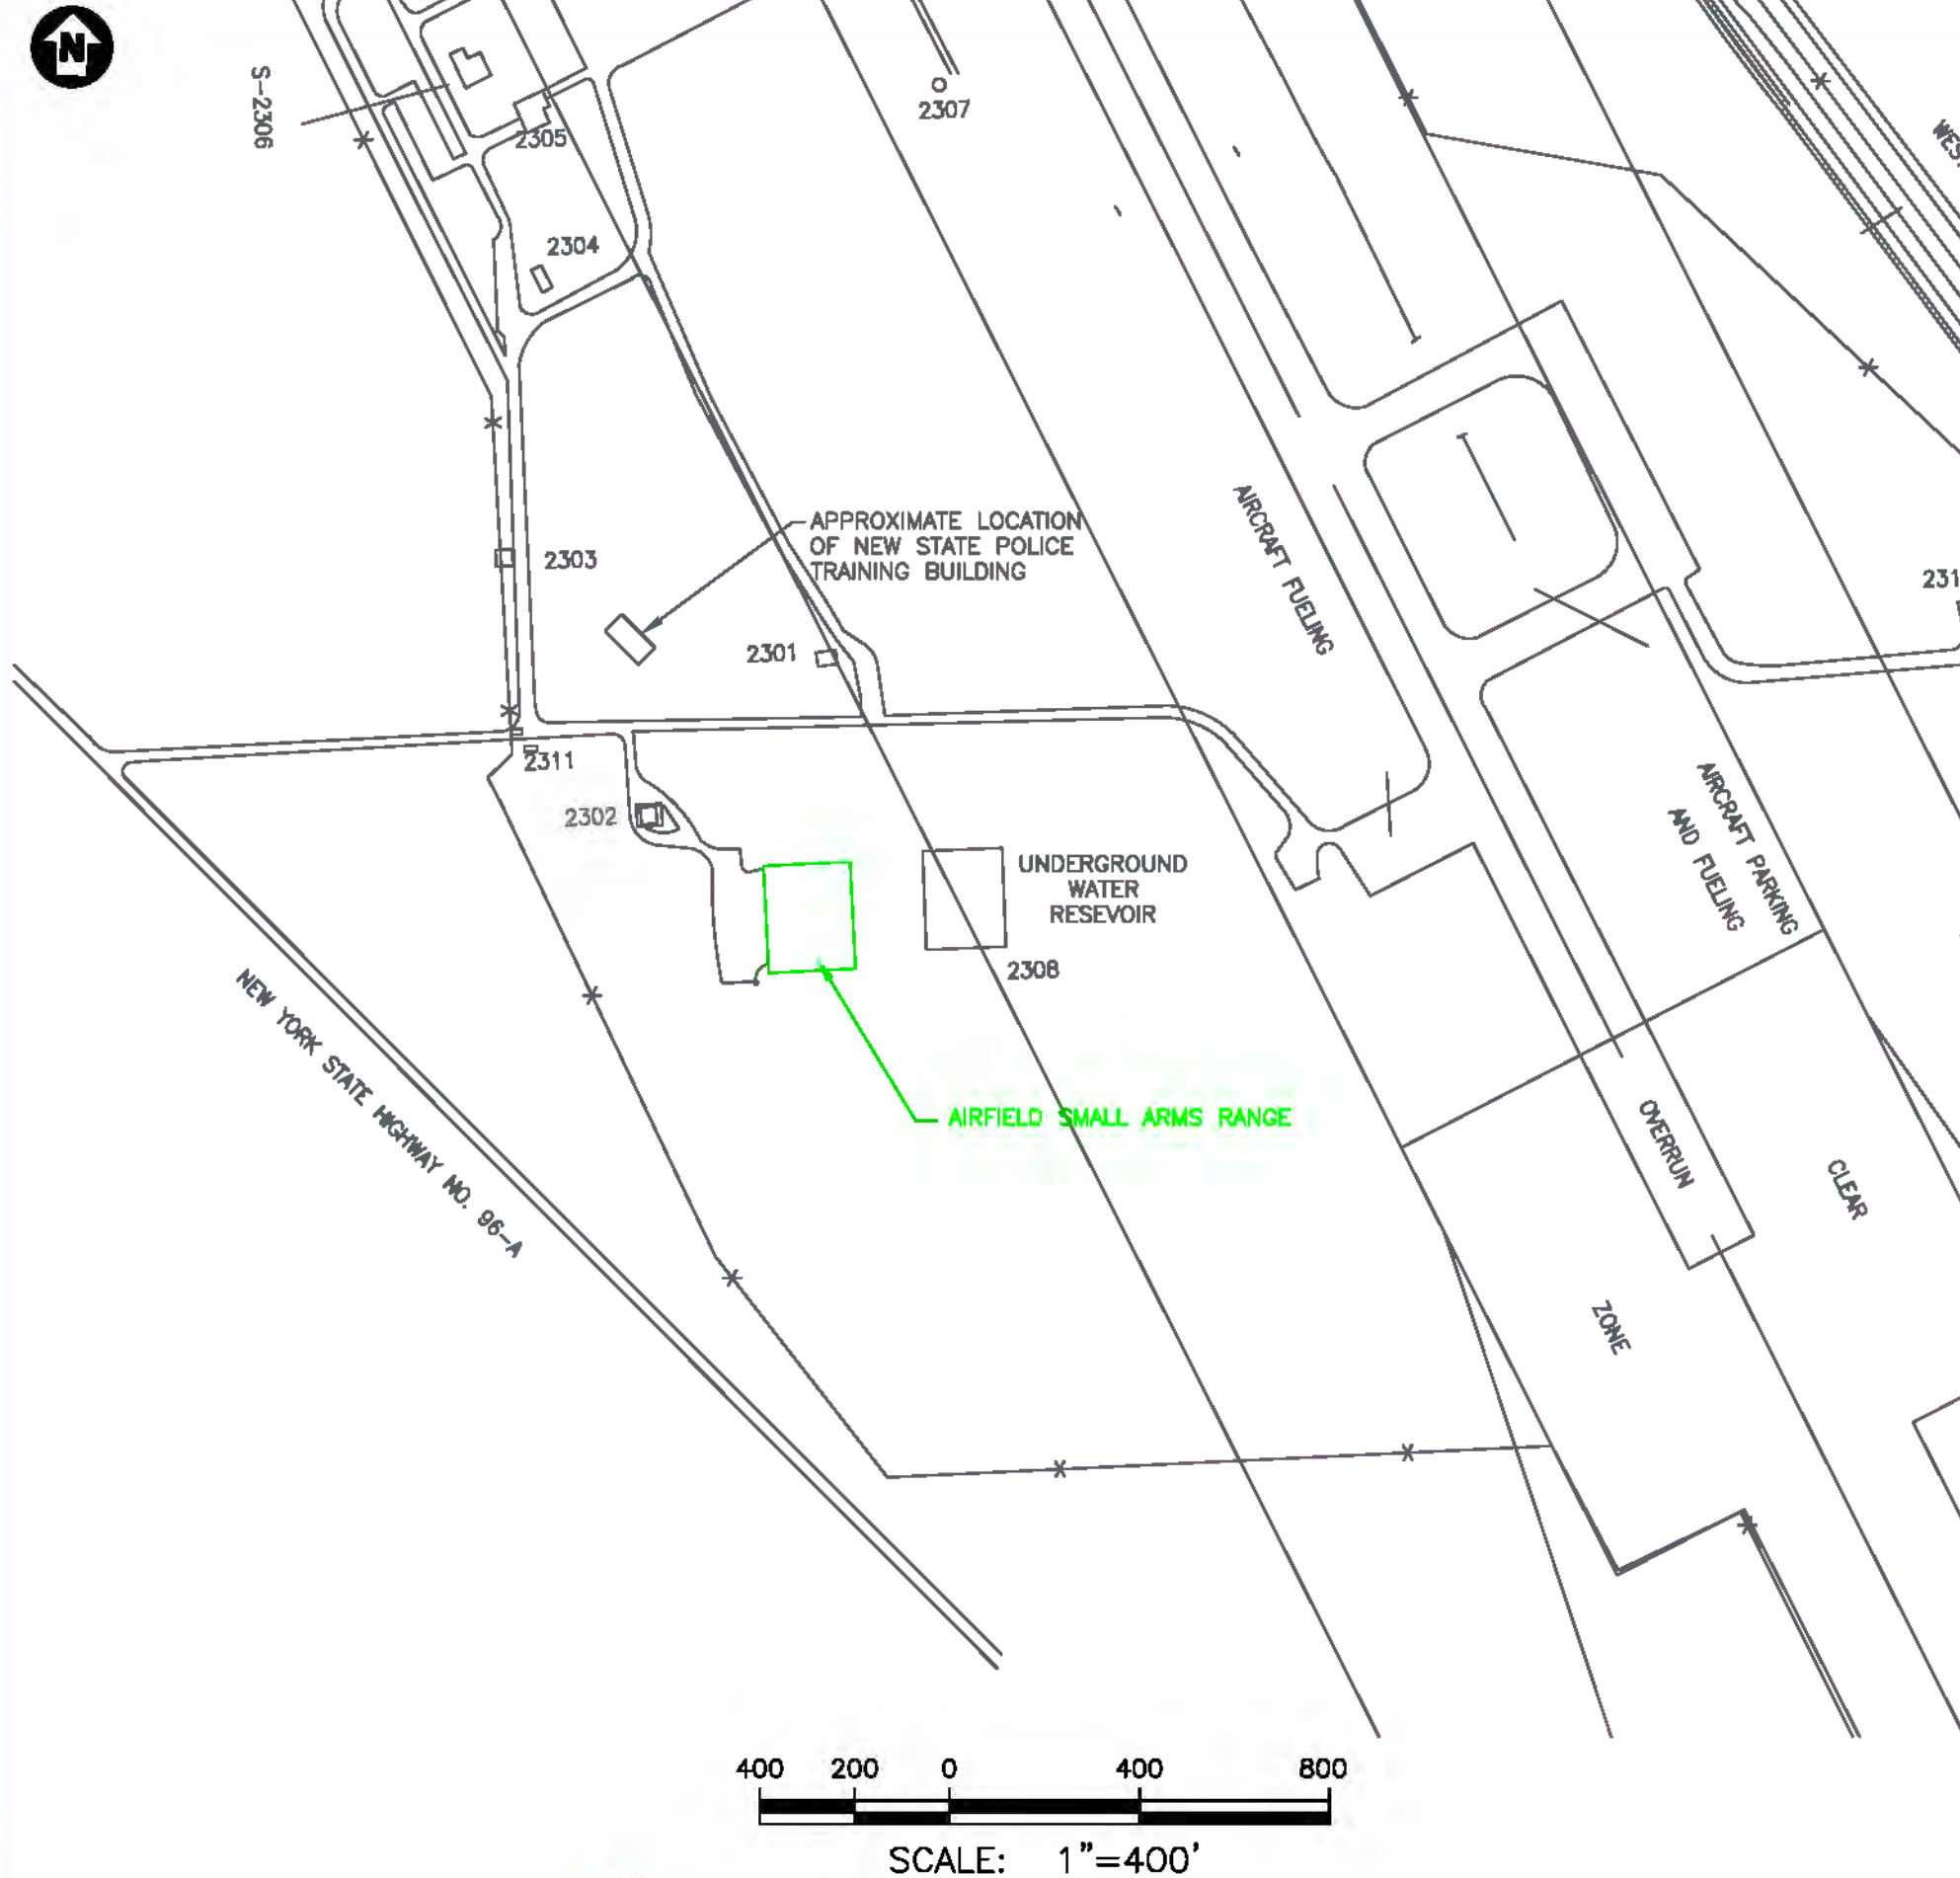 N
S-2306
2305
2307
WES
2304
2303
APPROXIMATE LOCATION
OF NEW STATE POLICE
TRAINING BUILDING
2301
AIRCRAFT FUELING
231
2311
2302
UNDERGROUND
WATER
RESEVOIR
2308
AIRCRAFT PARKING
AND FUELING
NEW YORK STATE HIGHWAY NO. 96-A
AIRFIELD SMALL ARMS RANGE
OVERRUN
CLEAR
ZONE
400 200 0 400 800
SCALE: 1"=400'